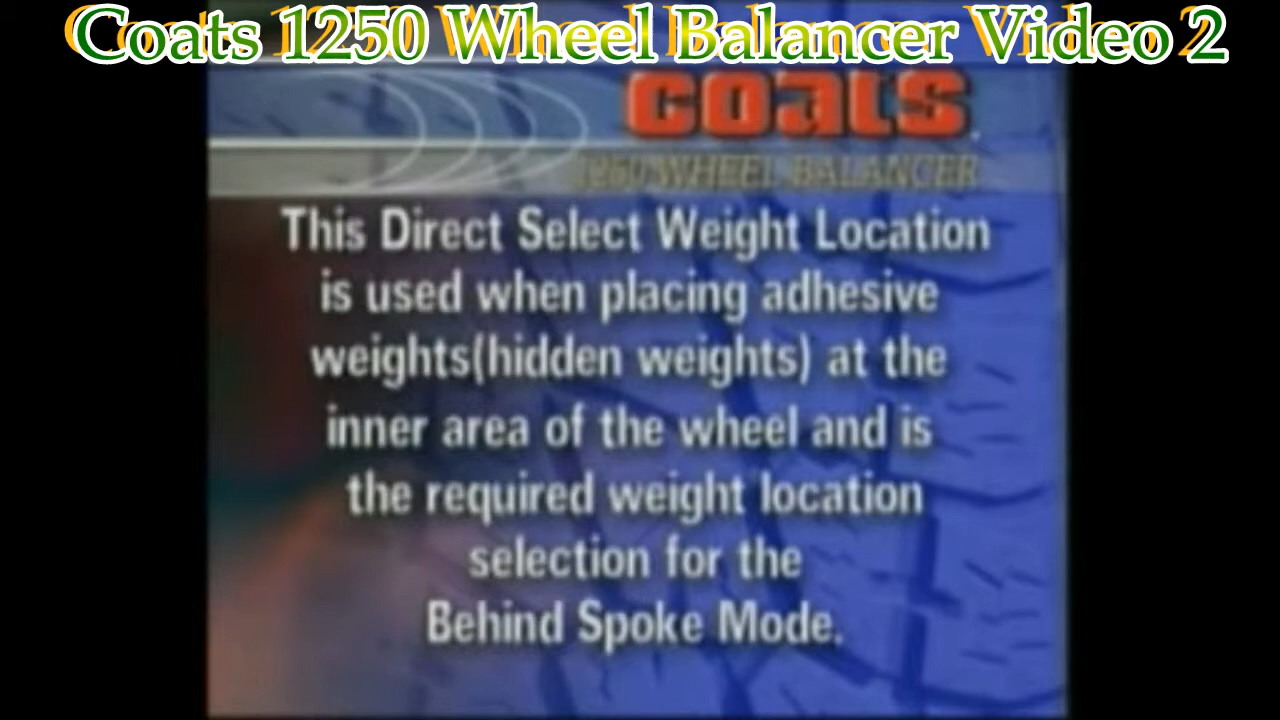 Coats 1250 Wheel Balancer Video 2
coats
1250 WHEEL BALANCER
This Direct Select Weight Location
is used when placing adhesive
weights(hidden weights) at the
inner area of the wheel and is
the required weight location
selection for the
Behind Spoke Mode.